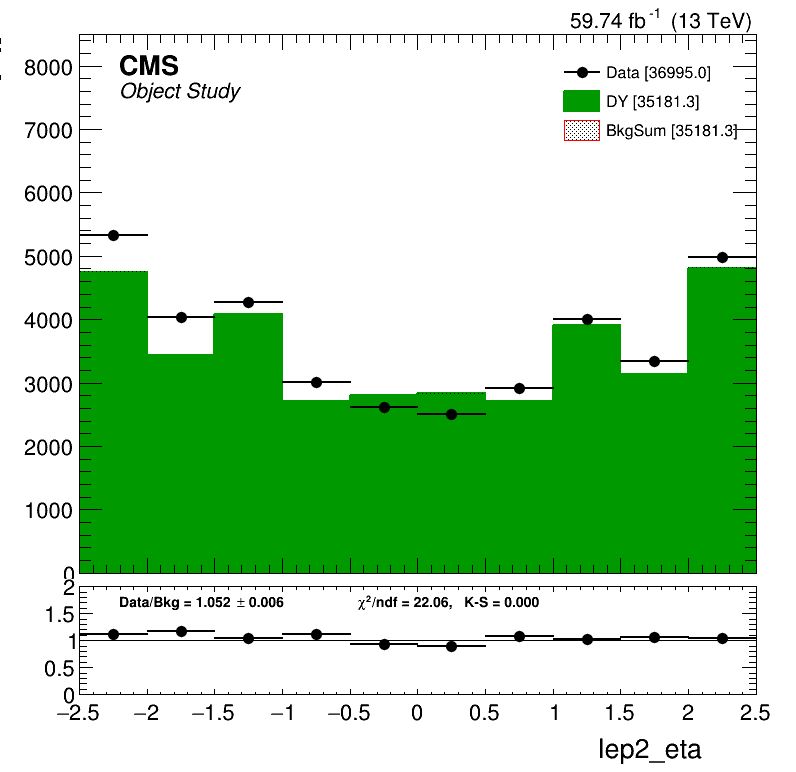 59.74 fb⁻¹ (13 TeV)
CMS
Object Study
Data [36995.0]
DY [35181.3]
BkgSum [35181.3]
8000
7000
6000
5000
4000
3000
2000
1000
0
Data/Bkg = 1.052 ± 0.006
χ²/ndf = 22.06, K-S = 0.000
2
1.5
1
0.5
0
−2.5 −2 −1.5 −1 −0.5 0 0.5 1 1.5 2 2.5
lep2_eta